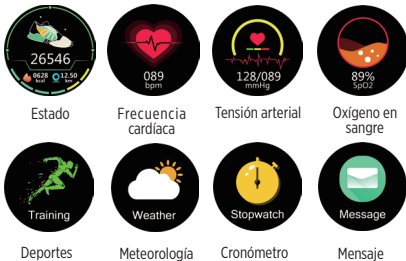 26546
0628 kcal 12.50 km
089
bpm
128/089
mmHg
89%
SpO2
Estado
Frecuencia
cardíaca
Tensión arterial
Oxígeno en
sangre
Training
Weather
Stopwatch
Message
Deportes
Meteorología
Cronómetro
Mensaje